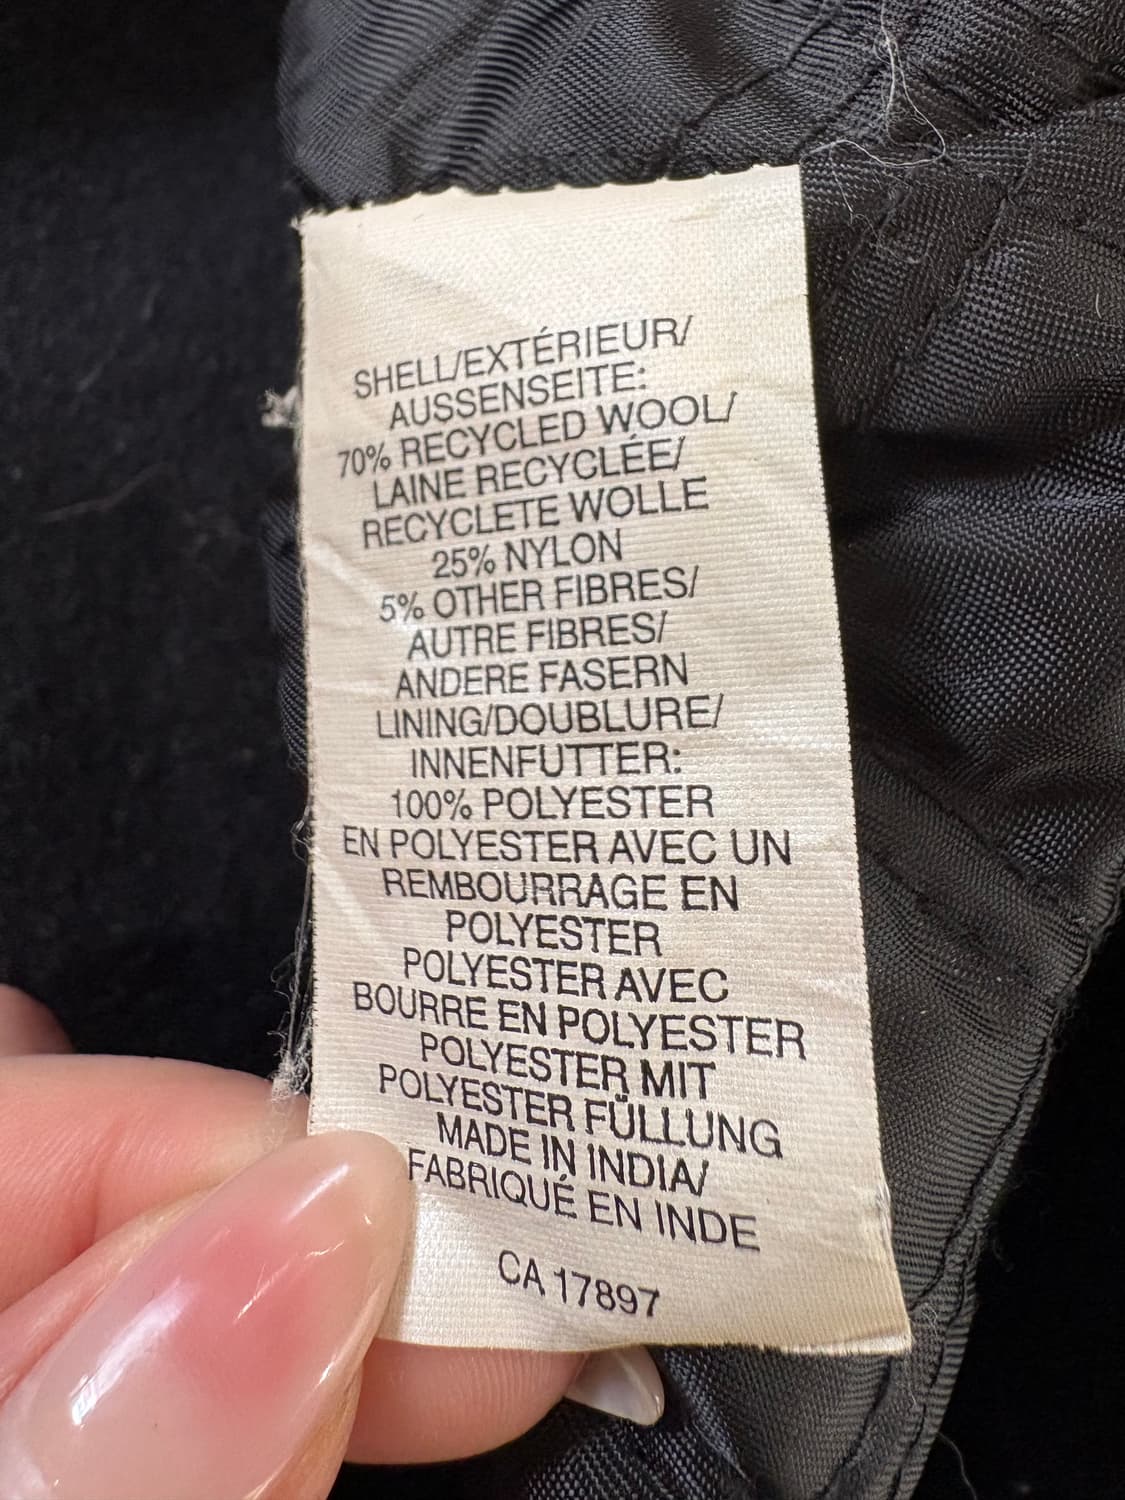 SHELL/EXTÉRIEUR/
AUSSENSEITE:
70% RECYCLED WOOL/
LAINE RECYCLÉE/
RECYCLETE WOLLE
25% NYLON
5% OTHER FIBRES/
AUTRE FIBRES/
ANDERE FASERN
LINING/DOUBLURE/
INNENFUTTER:
100% POLYESTER
EN POLYESTER AVEC UN
REMBOURRAGE EN
POLYESTER
POLYESTER AVEC
BOURRE EN POLYESTER
POLYESTER MIT
POLYESTER FÜLLUNG
MADE IN INDIA/
FABRIQUÉ EN INDE
CA 17897